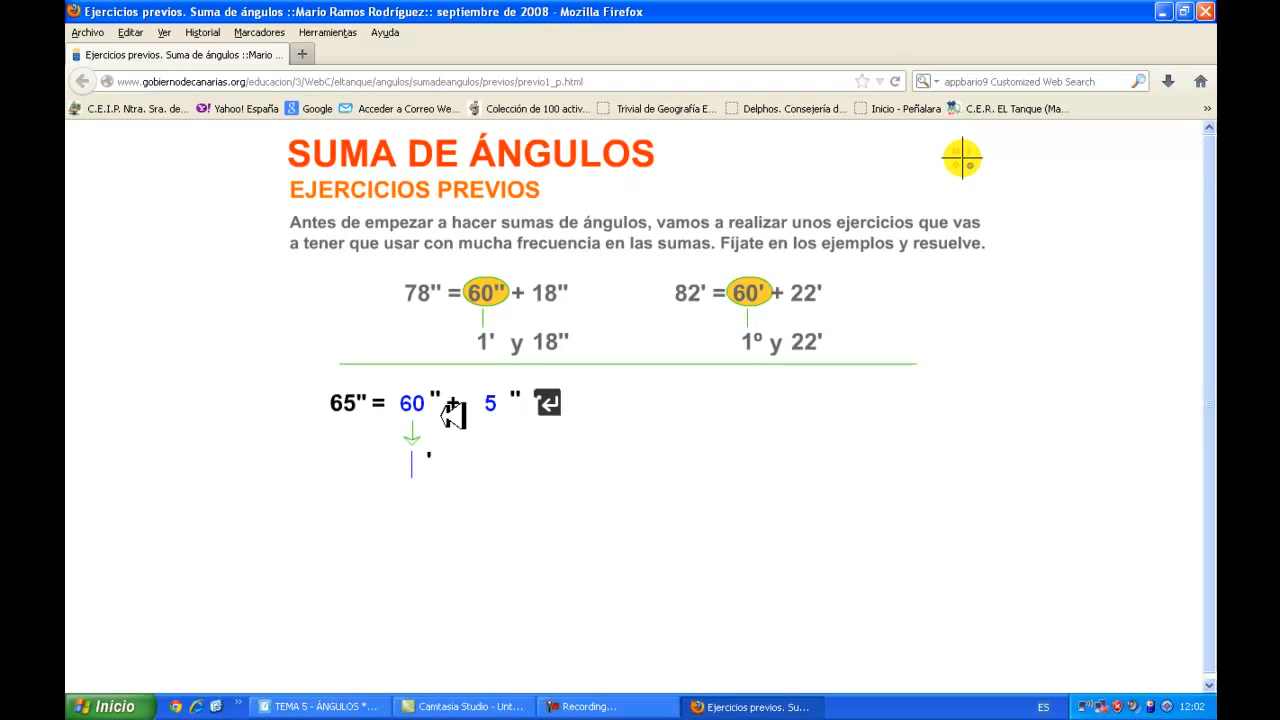 Ejercicios previos. Suma de ángulos ::Mario Ramos Rodríguez:: septiembre de 2008 - Mozilla Firefox
Archivo Editar Ver Historial Marcadores Herramientas Ayuda
Ejercicios previos. Suma de ángulos ::Mario ... +
www.gobiernodecanarias.org/educacion/3/WebC/eltanque/angulos/sumadeangulos/previos/previo1_p.html appbario9 Customized Web Search
C.E.I.P. Ntra. Sra. de... Yahoo! España Google Acceder a Correo We... Colección de 100 activ... Trivial de Geografía E... Delphos. Consejería d... Inicio - Peñalara C.E.R. EL Tanque (Ma... »
SUMA DE ÁNGULOS
EJERCICIOS PREVIOS
Antes de empezar a hacer sumas de ángulos, vamos a realizar unos ejercicios que vas
a tener que usar con mucha frecuencia en las sumas. Fíjate en los ejemplos y resuelve.
78" = 60" + 18" 82' = 60' + 22'
1' y 18" 1º y 22'
65" = 60 " + 5 "
'
Inicio » TEMA 5 - ÁNGULOS *... Camtasia Studio - Unt... Recording... Ejercicios previos. Su... ES 12:02